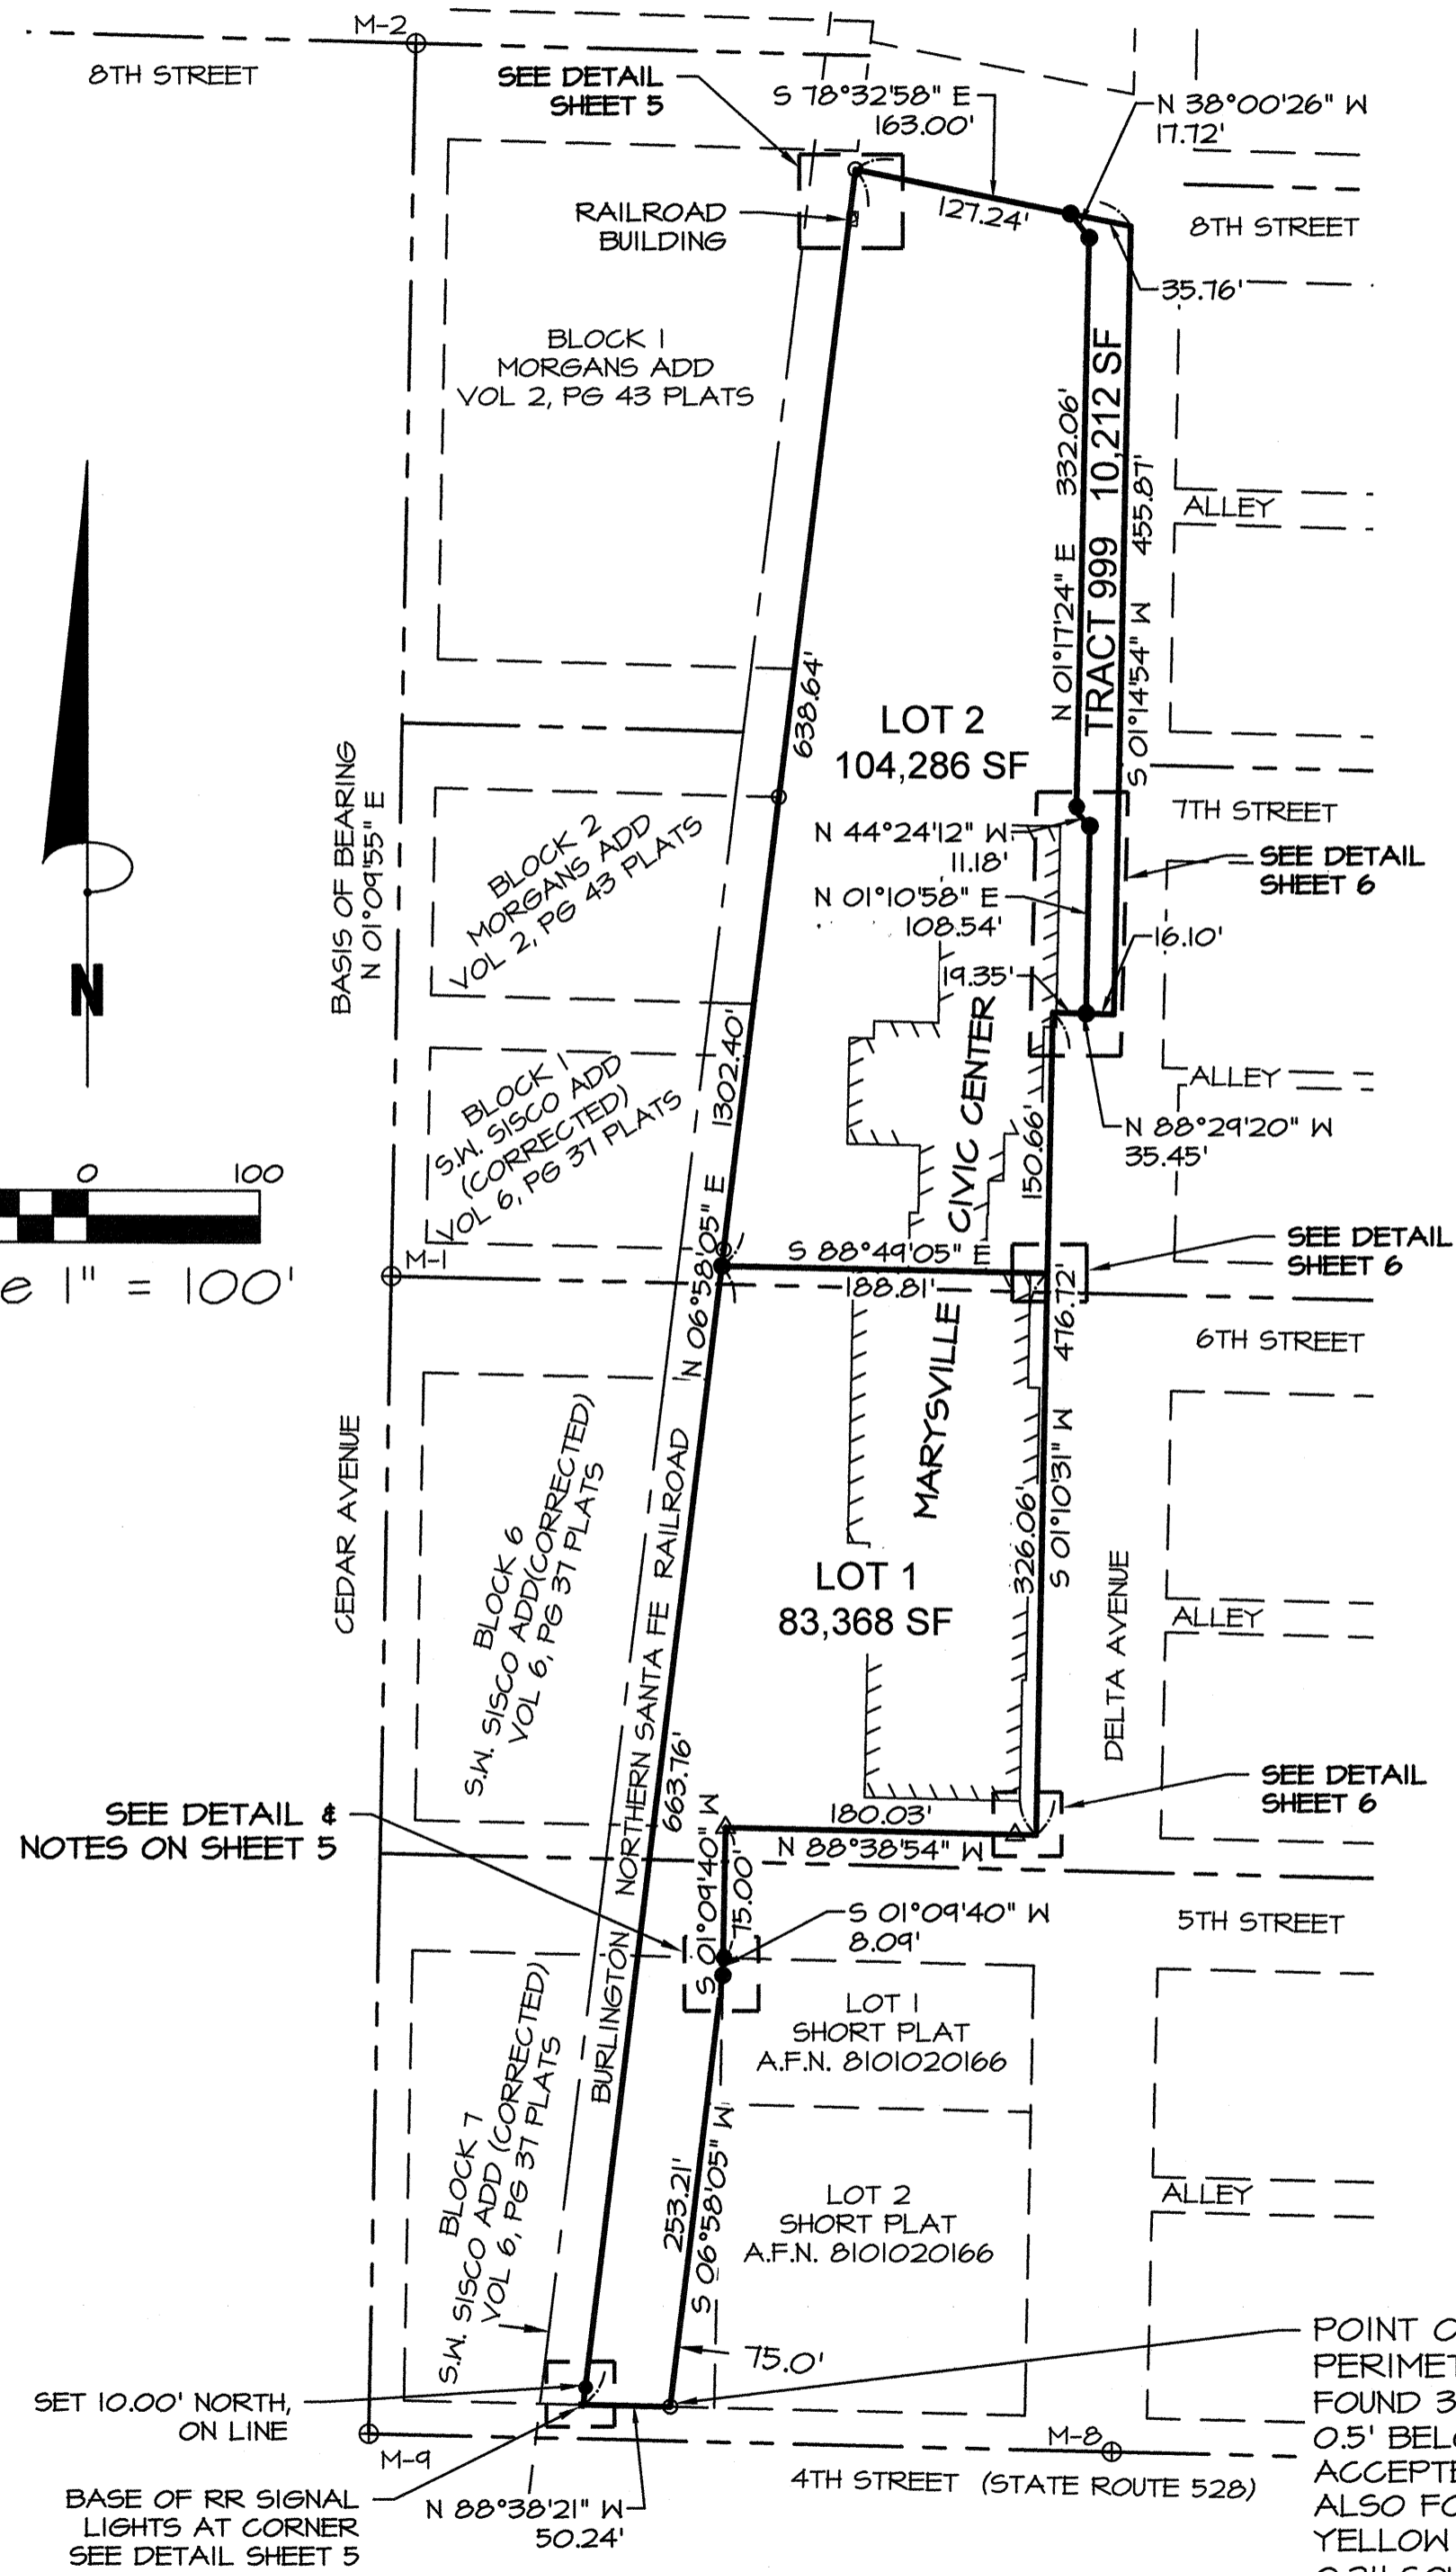 M-2
8TH STREET
SEE DETAIL
SHEET 5
S 78°32'58" E
163.00'
N 38°00'26" W
17.72'
RAILROAD
BUILDING
127.24'
8TH STREET
35.76'
BLOCK 1
MORGANS ADD
VOL 2, PG 43 PLATS
N 01°17'24" E 332.06'
TRACT 999 10,212 SF
S 01°14'54" W 455.87'
ALLEY
638.64'
LOT 2
104,286 SF
BASIS OF BEARING
N 01°09'55" E
7TH STREET
BLOCK 2
MORGANS ADD
VOL 2, PG 43 PLATS
N 44°24'12" W
11.18'
SEE DETAIL
SHEET 6
N 01°10'58" E
108.54'
16.10'
19.35'
N
BLOCK 1
S.W. SISCO ADD
(CORRECTED)
VOL 6, PG 37 PLATS
N 06°58'05" E 1302.40'
MARYSVILLE CIVIC CENTER
150.66'
ALLEY
N 88°29'20" W
35.45'
0 100
e 1" = 100'
M-1
S 88°49'05" E
188.81'
SEE DETAIL
SHEET 6
6TH STREET
S 01°10'31" W 476.72'
326.06'
CEDAR AVENUE
BLOCK 6
S.W. SISCO ADD(CORRECTED)
VOL 6, PG 37 PLATS
BURLINGTON NORTHERN SANTA FE RAILROAD
663.76'
LOT 1
83,368 SF
DELTA AVENUE
ALLEY
SEE DETAIL
SHEET 6
SEE DETAIL &
NOTES ON SHEET 5
180.03'
N 88°38'54" W
S 01°09'40" W
75.00'
S 01°09'40" W
8.09'
5TH STREET
LOT 1
SHORT PLAT
A.F.N. 8101020166
BLOCK 7
S.W. SISCO ADD (CORRECTED)
VOL 6, PG 37 PLATS
253.21'
S 06°58'05" W
LOT 2
SHORT PLAT
A.F.N. 8101020166
ALLEY
75.0'
SET 10.00' NORTH,
ON LINE
M-9
M-8
4TH STREET (STATE ROUTE 528)
BASE OF RR SIGNAL
LIGHTS AT CORNER
SEE DETAIL SHEET 5
N 88°38'21" W
50.24'
POINT O
PERIMET
FOUND 3
0.5' BELO
ACCEPTE
ALSO FO
YELLOW